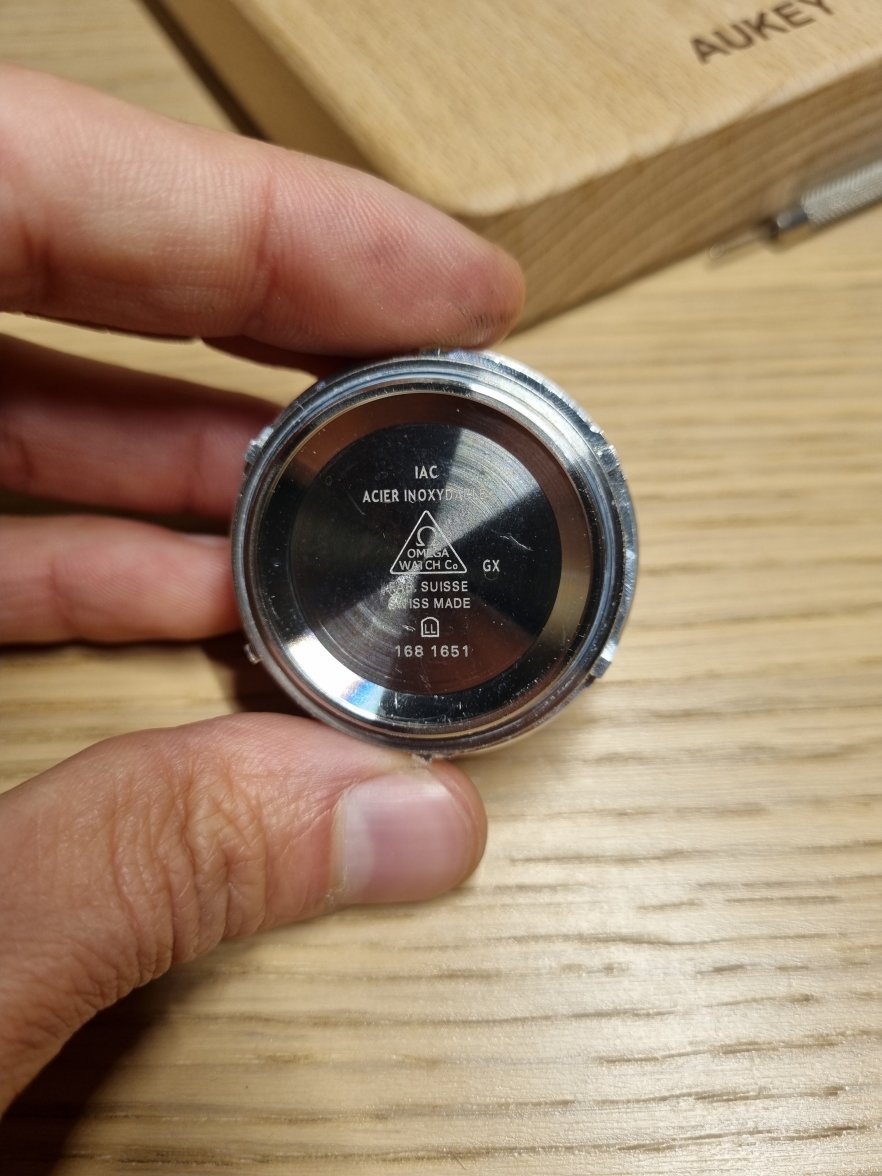 AUKEY
IAC
ACIER INOXYDABLE
Ω
OMEGA
WATCH Co
GX
SUISSE
SWISS MADE
LL
168 1651